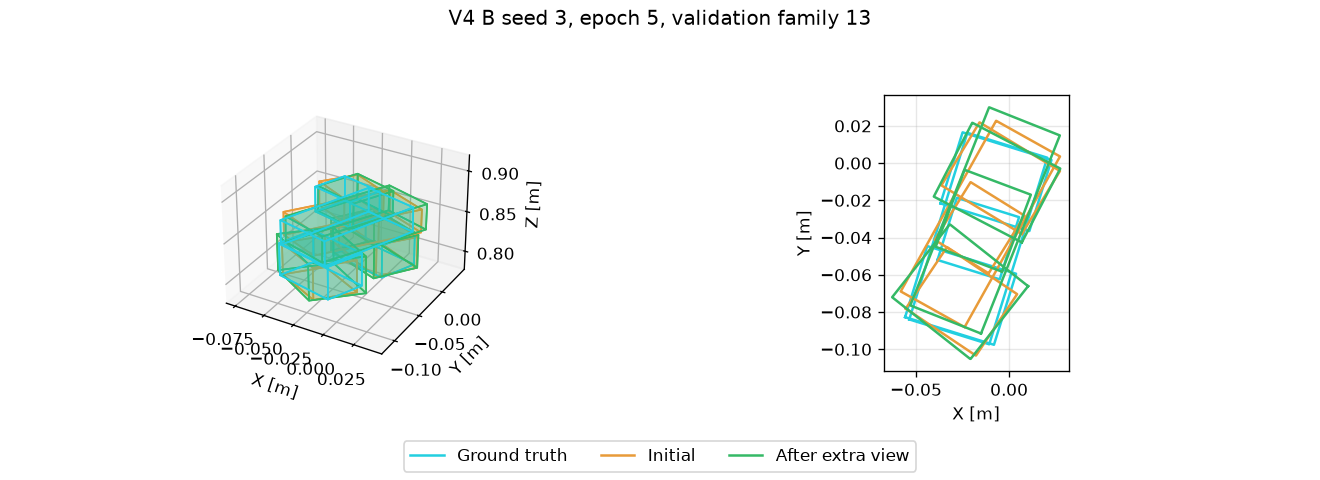 V4 B seed 3, epoch 5, validation family 13
0.90
0.85
0.80
Z [m]
0.00
−0.05
−0.10
Y [m]
−0.075
−0.050
−0.025
0.000
0.025
X [m]
0.02
0.00
−0.02
−0.04
−0.06
−0.08
−0.10
Y [m]
−0.05
0.00
X [m]
Ground truth
Initial
After extra view